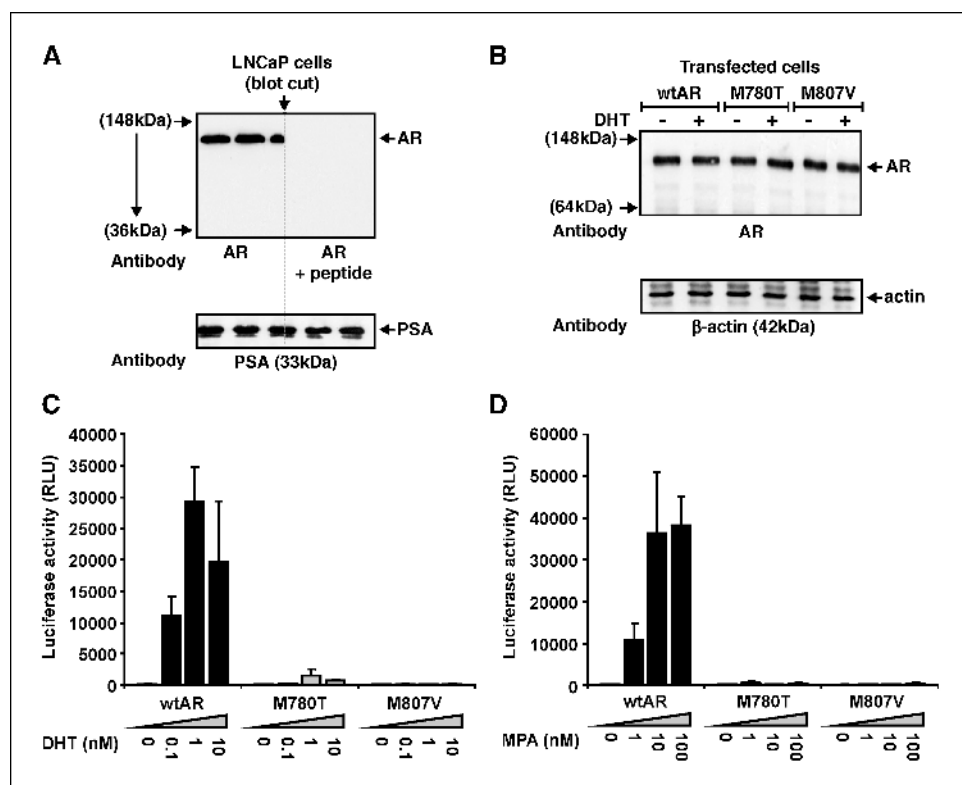 A
LNCaP cells
(blot cut)
(148kDa)
AR
(36kDa)
Antibody
AR
AR
+ peptide
PSA
Antibody
PSA (33kDa)
B
Transfected cells
wtAR
M780T
M807V
DHT
- + - + - +
(148kDa)
AR
(64kDa)
Antibody
AR
actin
Antibody
β-actin (42kDa)
C
Luciferase activity (RLU)
40000
35000
30000
25000
20000
15000
10000
5000
0
wtAR
M780T
M807V
DHT (nM)
0 0.1 1 10 0 0.1 1 10 0 0.1 1 10
D
Luciferase activity (RLU)
60000
50000
40000
30000
20000
10000
0
wtAR
M780T
M807V
MPA (nM)
0 1 10 100 0 1 10 100 0 1 10 100